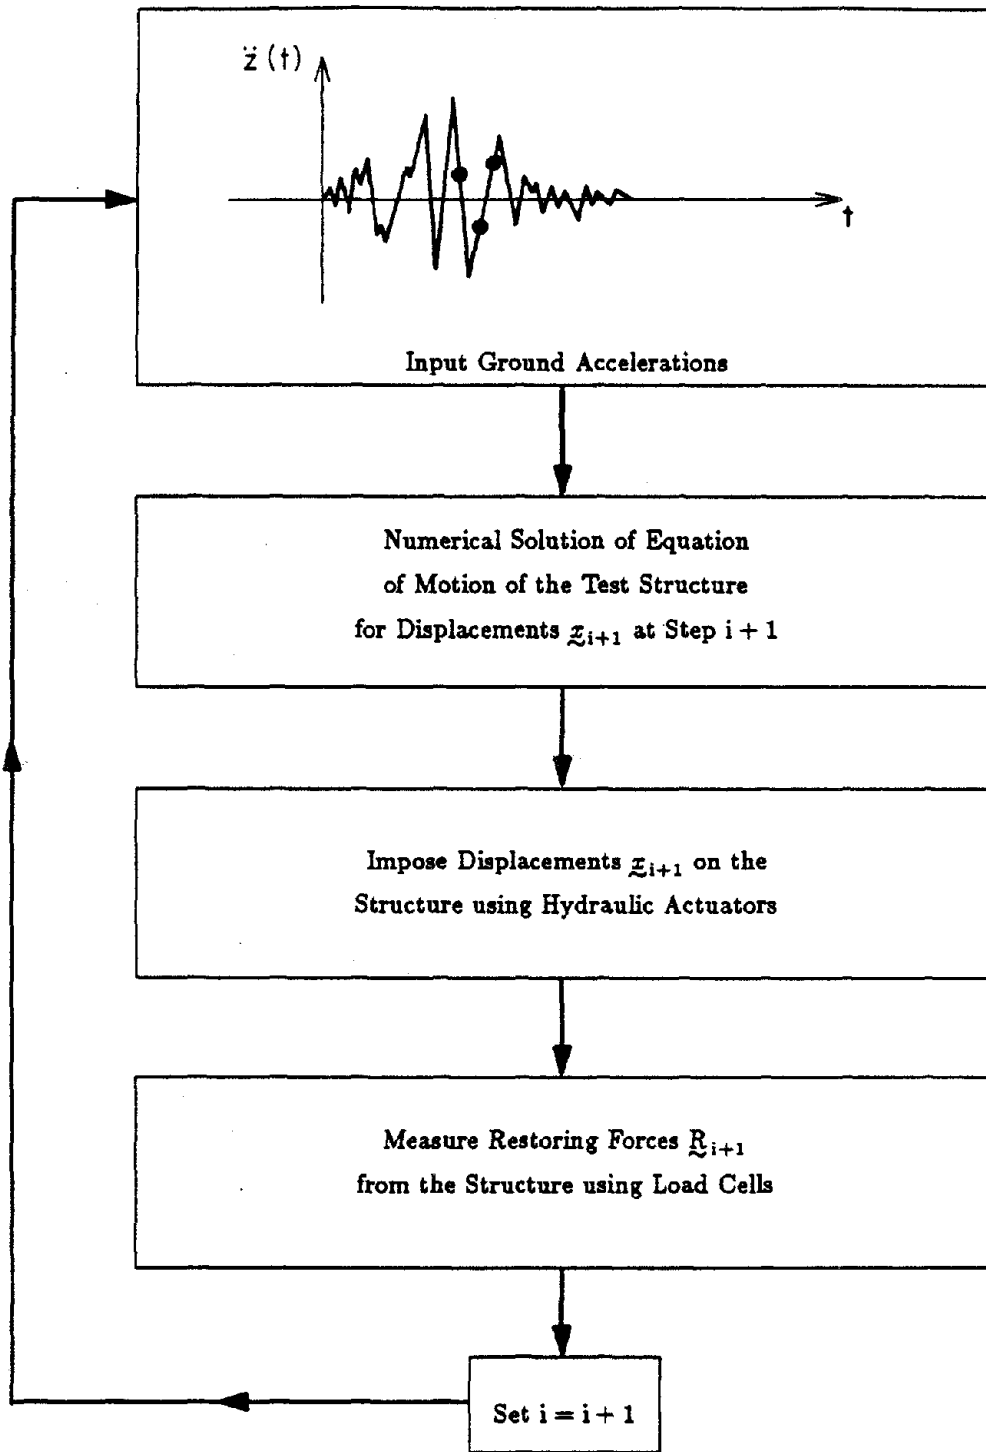 z̈ (t)
t
Input Ground Accelerations
Numerical Solution of Equation
of Motion of the Test Structure
for Displacements x̰ᵢ₊₁ at Step i + 1
Impose Displacements x̰ᵢ₊₁ on the
Structure using Hydraulic Actuators
Measure Restoring Forces R̰ᵢ₊₁
from the Structure using Load Cells
Set i = i + 1